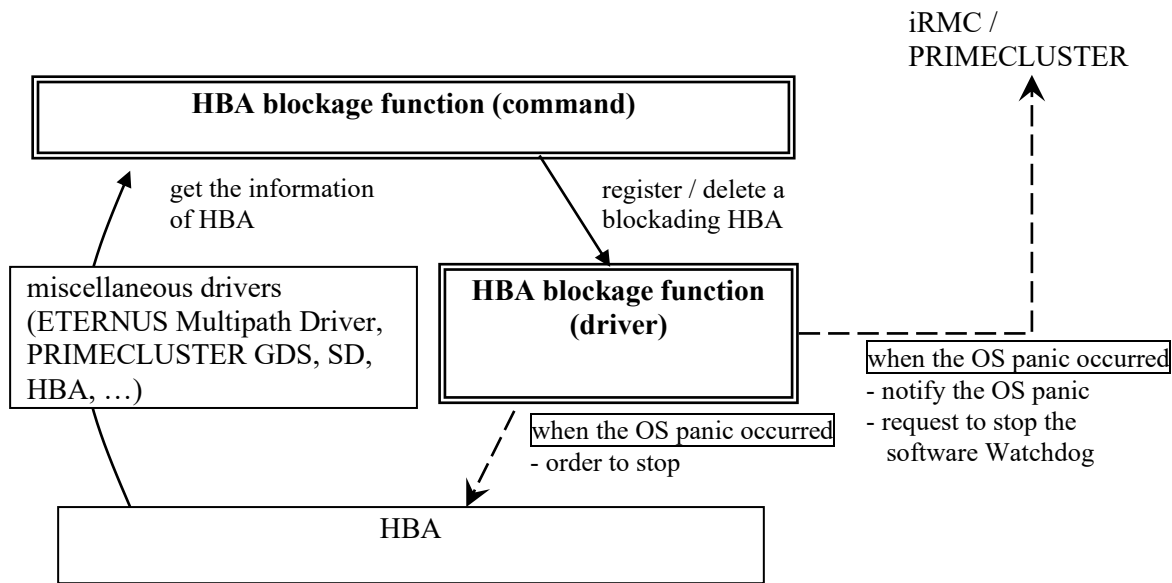 iRMC /
PRIMECLUSTER
HBA blockage function (command)
get the information
of HBA
register / delete a
blockading HBA
miscellaneous drivers
(ETERNUS Multipath Driver,
PRIMECLUSTER GDS, SD,
HBA, …)
HBA blockage function
(driver)
when the OS panic occurred
- notify the OS panic
- request to stop the
software Watchdog
when the OS panic occurred
- order to stop
HBA